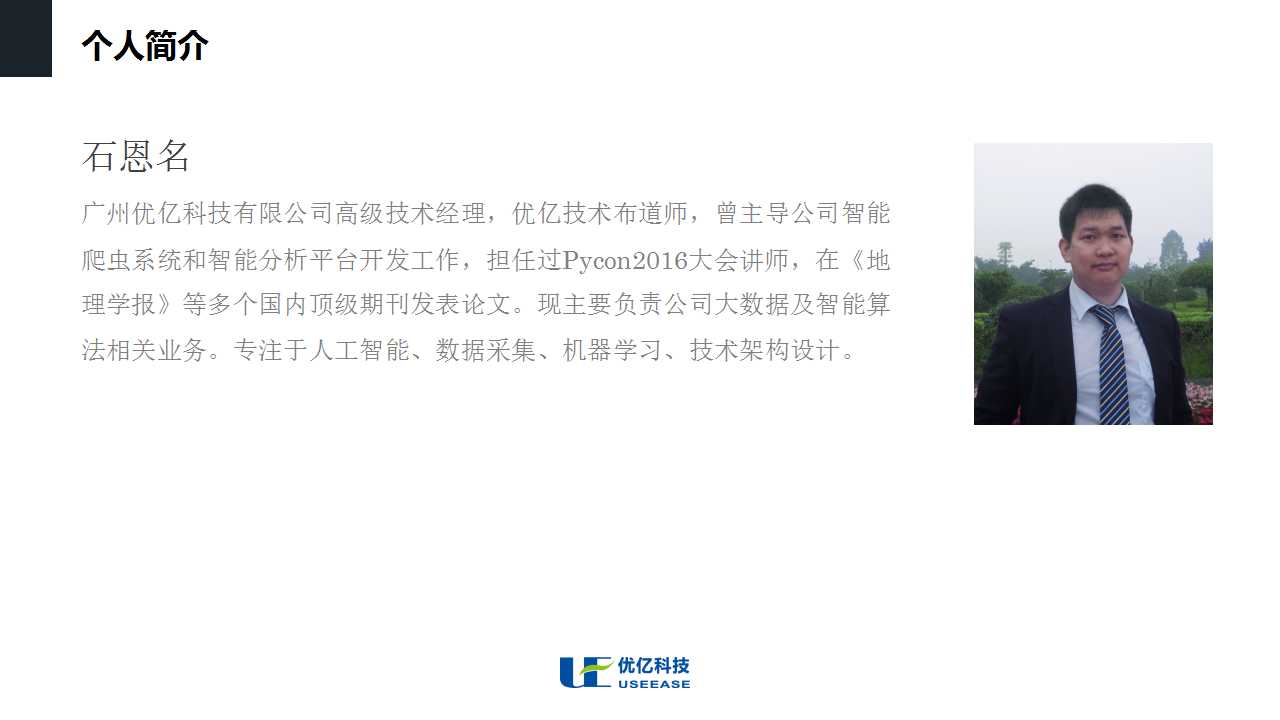 个人简介
石恩名
广州优亿科技有限公司高级技术经理，优亿技术布道师，曾主导公司智能
爬虫系统和智能分析平台开发工作，担任过Pycon2016大会讲师，在《地
理学报》等多个国内顶级期刊发表论文。现主要负责公司大数据及智能算
法相关业务。专注于人工智能、数据采集、机器学习、技术架构设计。
UE 优亿科技
USEEASE